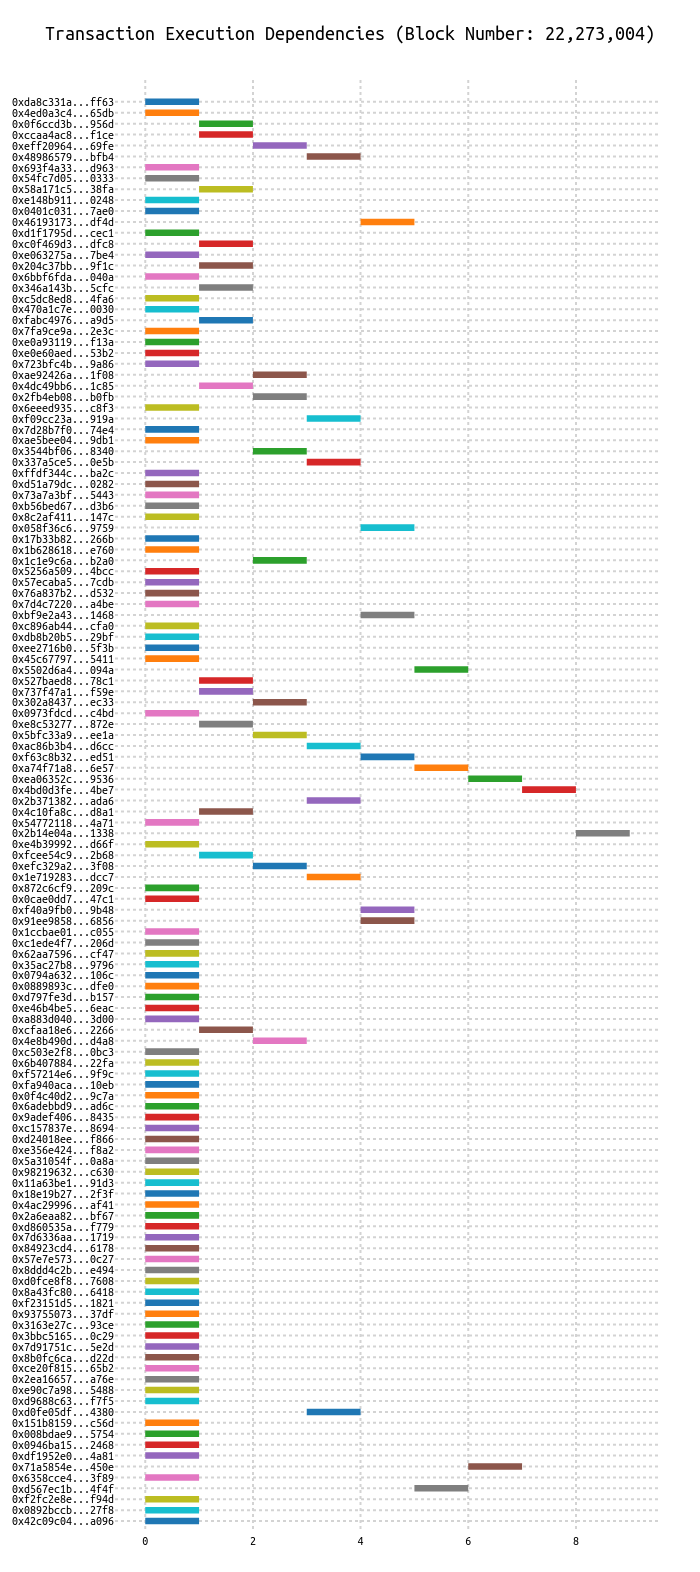 Transaction Execution Dependencies (Block Number: 22,273,004)
0xda8c331a...ff63
0x4ed0a3c4...65db
0x0f6ccd3b...956d
0xccaa4ac8...f1ce
0xeff20964...69fe
0x48986579...bfb4
0x693f4a33...d963
0x54fc7d05...0333
0x58a171c5...38fa
0xe148b911...0248
0x0401c031...7ae0
0x46193173...df4d
0xd1f1795d...cec1
0xc0f469d3...dfc8
0xe063275a...7be4
0x204c37bb...9f1c
0x6bbf6fda...040a
0x346a143b...5cfc
0xc5dc8ed8...4fa6
0x470a1c7e...0030
0xfabc4976...a9d5
0x7fa9ce9a...2e3c
0xe0a93119...f13a
0xe0e60aed...53b2
0x723bfc4b...9a86
0xae92426a...1f08
0x4dc49bb6...1c85
0x2fb4eb08...b0fb
0x6eeed935...c8f3
0xf09cc23a...919a
0x7d28b7f0...74e4
0xae5bee04...9db1
0x3544bf06...8340
0x337a5ce5...0e5b
0xffdf344c...ba2c
0xd51a79dc...0282
0x73a7a3bf...5443
0xb56bed67...d3b6
0x8c2af411...147c
0x058f36c6...9759
0x17b33b82...266b
0x1b628618...e760
0x1c1e9c6a...b2a0
0x5256a509...4bcc
0x57ecaba5...7cdb
0x76a837b2...d532
0x7d4c7220...a4be
0xbf9e2a43...1468
0xc896ab44...cfa0
0xdb8b20b5...29bf
0xee2716b0...5f3b
0x45c67797...5411
0x5502d6a4...094a
0x527baed8...78c1
0x737f47a1...f59e
0x302a8437...ec33
0x0973fdcd...c4bd
0xe8c53277...872e
0x5bfc33a9...ee1a
0xac86b3b4...d6cc
0xf63c8b32...ed51
0xa74f71a8...6e57
0xea06352c...9536
0x4bd0d3fe...4be7
0x2b371382...ada6
0x4c10fa8c...d8a1
0x54772118...4a71
0x2b14e04a...1338
0xe4b39992...d66f
0xfcee54c9...2b68
0xefc329a2...3f08
0x1e719283...dcc7
0x872c6cf9...209c
0x0cae0dd7...47c1
0xf40a9fb0...9b48
0x91ee9858...6856
0x1ccbae01...c055
0xc1ede4f7...206d
0x62aa7596...cf47
0x35ac27b8...9796
0x0794a632...106c
0x0889893c...dfe0
0xd797fe3d...b157
0xe46b4be5...6eac
0xa883d040...3d00
0xcfaa18e6...2266
0x4e8b490d...d4a8
0xc503e2f8...0bc3
0x6b407884...22fa
0xf57214e6...9f9c
0xfa940aca...10eb
0x0f4c40d2...9c7a
0x6adebbd9...ad6c
0x9adef406...8435
0xc157837e...8694
0xd24018ee...f866
0xe356e424...f8a2
0x5a31054f...0a8a
0x98219632...c630
0x11a63be1...91d3
0x18e19b27...2f3f
0x4ac29996...af41
0x2a6eaa82...bf67
0xd860535a...f779
0x7d6336aa...1719
0x84923cd4...6178
0x57e7e573...0c27
0x8ddd4c2b...e494
0xd0fce8f8...7608
0x8a43fc80...6418
0xf23151d5...1821
0x93755073...37df
0x3163e27c...93ce
0x3bbc5165...0c29
0x7d91751c...5e2d
0x8b0fc6ca...d22d
0xce20f815...65b2
0x2ea16657...a76e
0xe90c7a98...5488
0xd9688c63...f7f5
0xd0fe05df...4380
0x151b8159...c56d
0x008bdae9...5754
0x0946ba15...2468
0xdf1952e0...4a81
0x71a5854e...450e
0x6358cce4...3f89
0xd567ec1b...4f4f
0xf2fc2e8e...f94d
0x0892bccb...27f8
0x42c09c04...a096
0 2 4 6 8